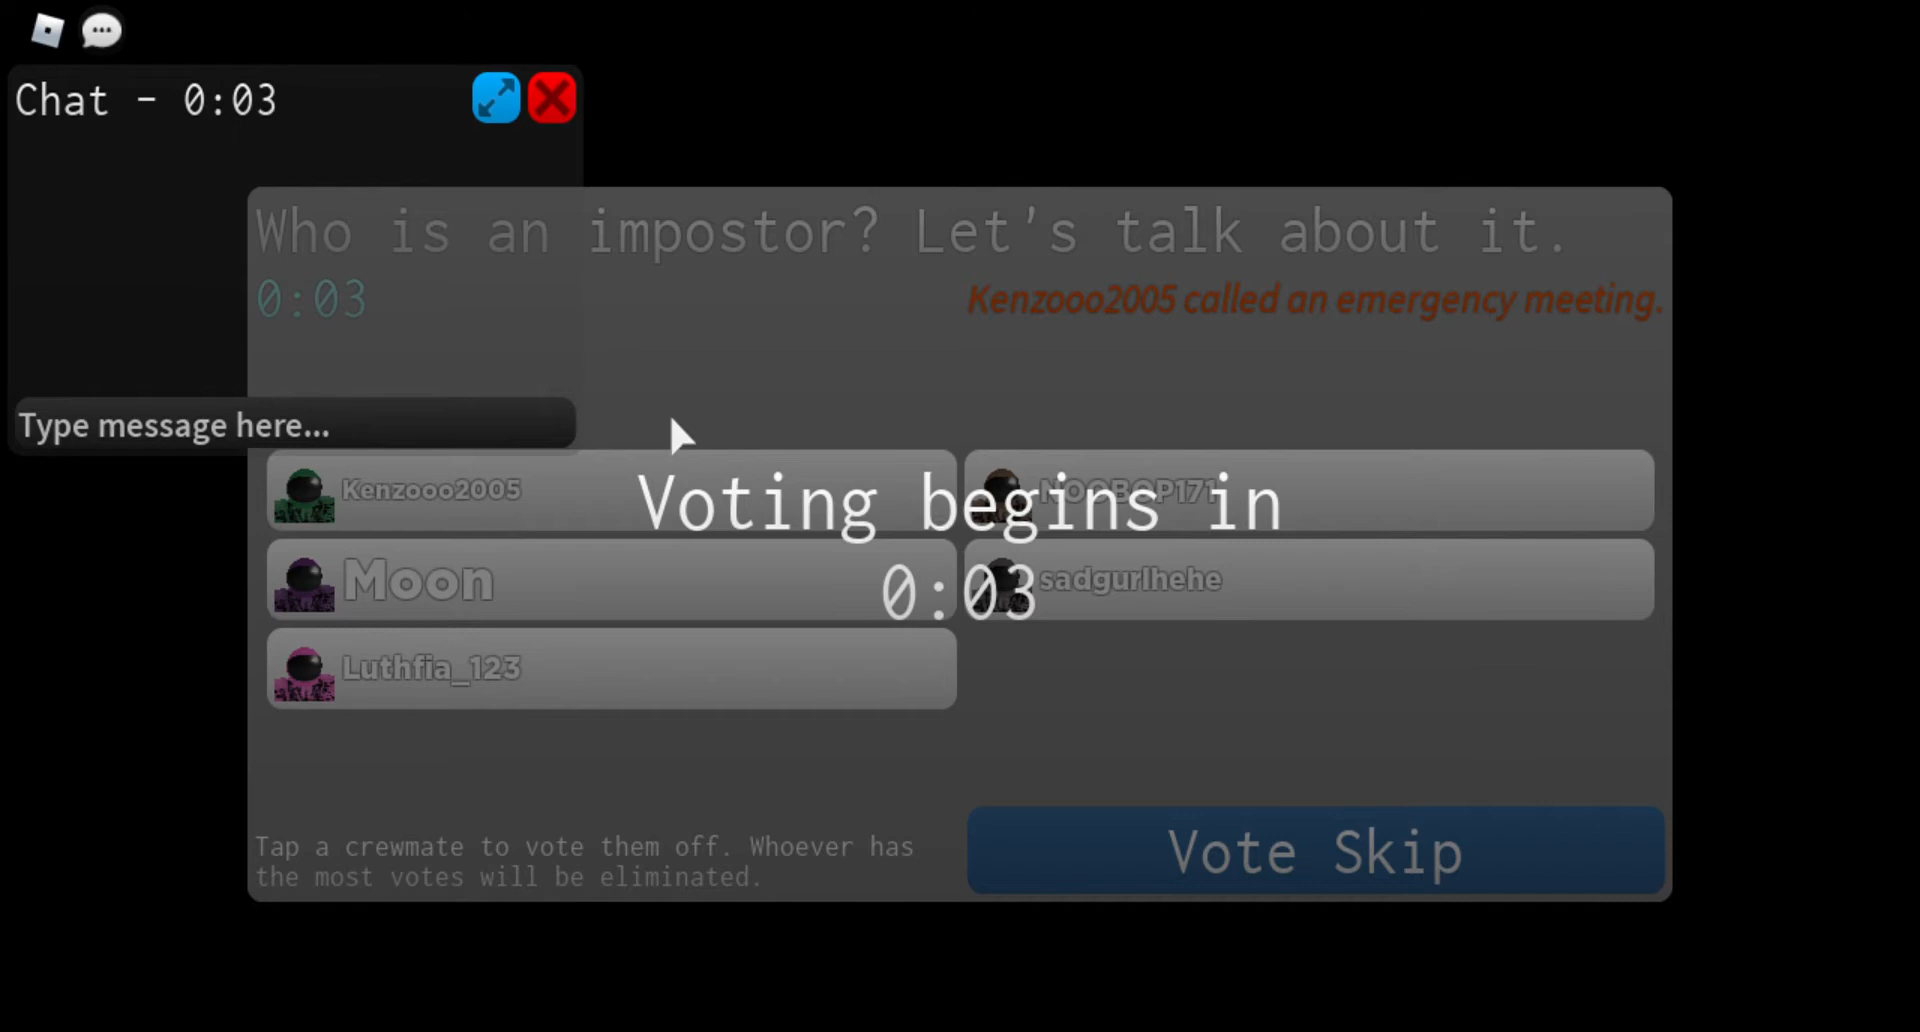 Chat - 0:03
Who is an impostor? Let's talk about it.
0:03
Kenzooo2005 called an emergency meeting.
Type message here...
Kenzooo2005
NOOBOP171
Voting begins in
0:03
Moon
sadgurlhehe
Luthfia_123
Tap a crewmate to vote them off. Whoever has
the most votes will be eliminated.
Vote Skip